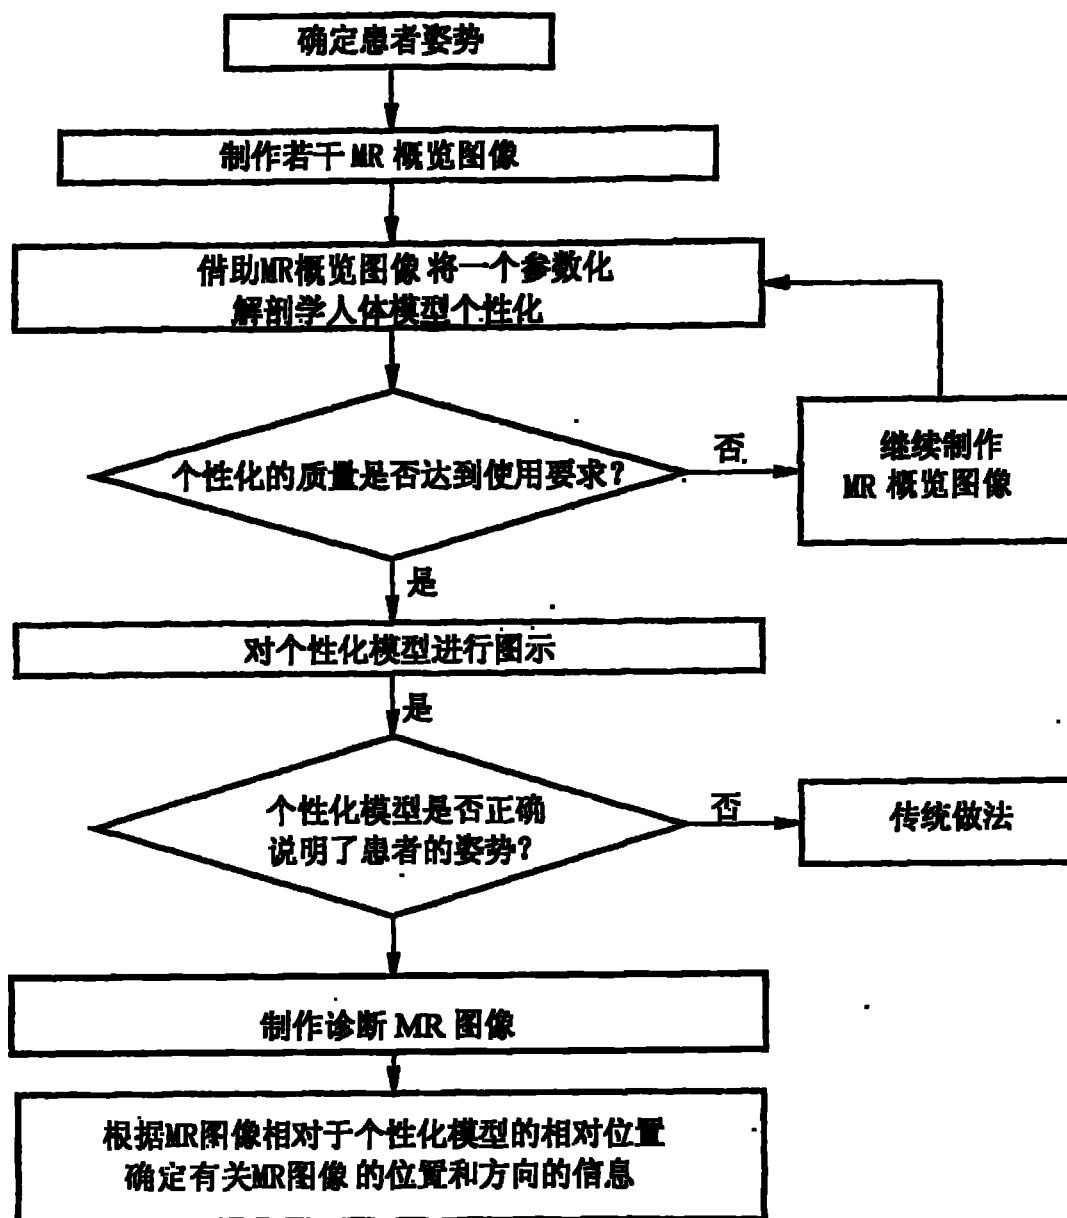 确定患者姿势
制作若干 MR 概览图像
借助MR概览图像 将一个参数化
解剖学人体模型个性化
个性化的质量是否达到使用要求?
否
继续制作
MR 概览图像
是
对个性化模型进行图示
是
个性化模型是否正确
说明了患者的姿势?
否
传统做法
制作诊断 MR 图像
根据MR图像相对于个性化模型的相对位置
确定有关MR图像 的位置和方向的信息